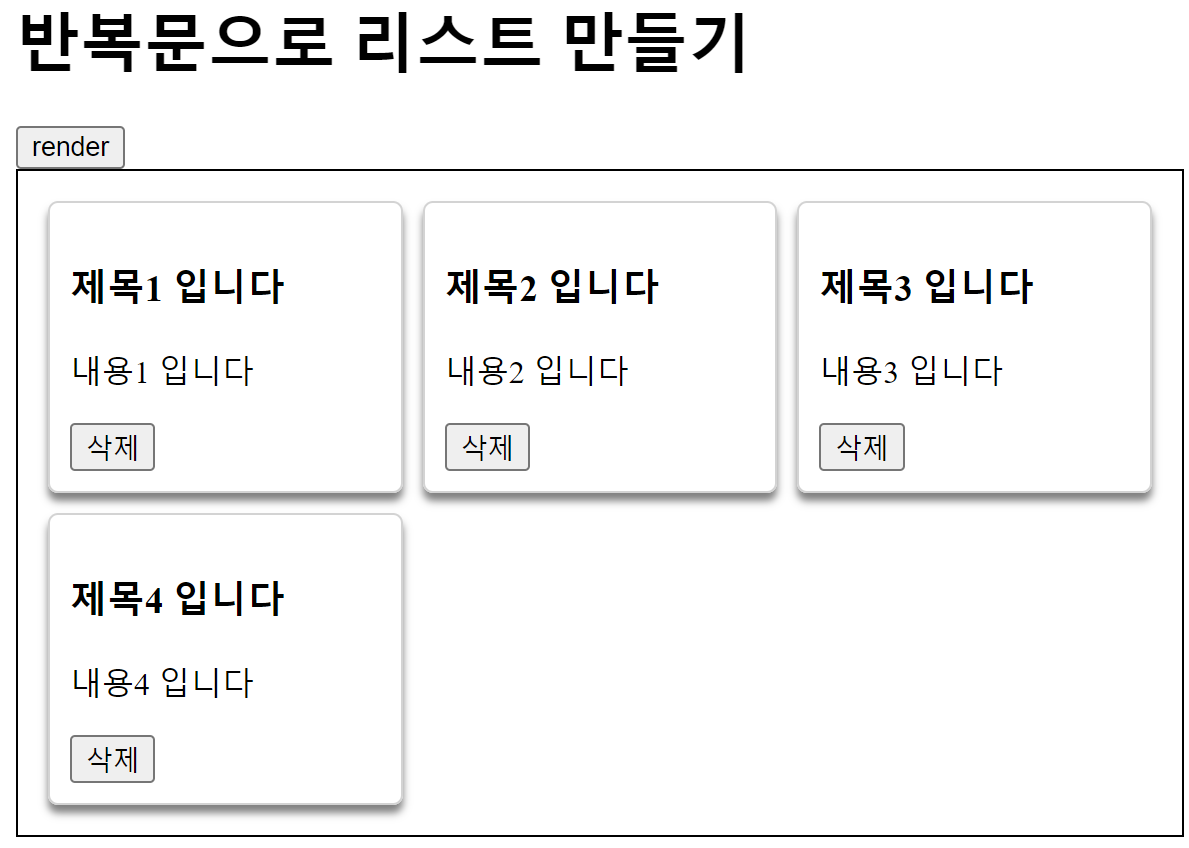 반복문으로 리스트 만들기
render
제목1 입니다
내용1 입니다
삭제
제목2 입니다
내용2 입니다
삭제
제목3 입니다
내용3 입니다
삭제
제목4 입니다
내용4 입니다
삭제